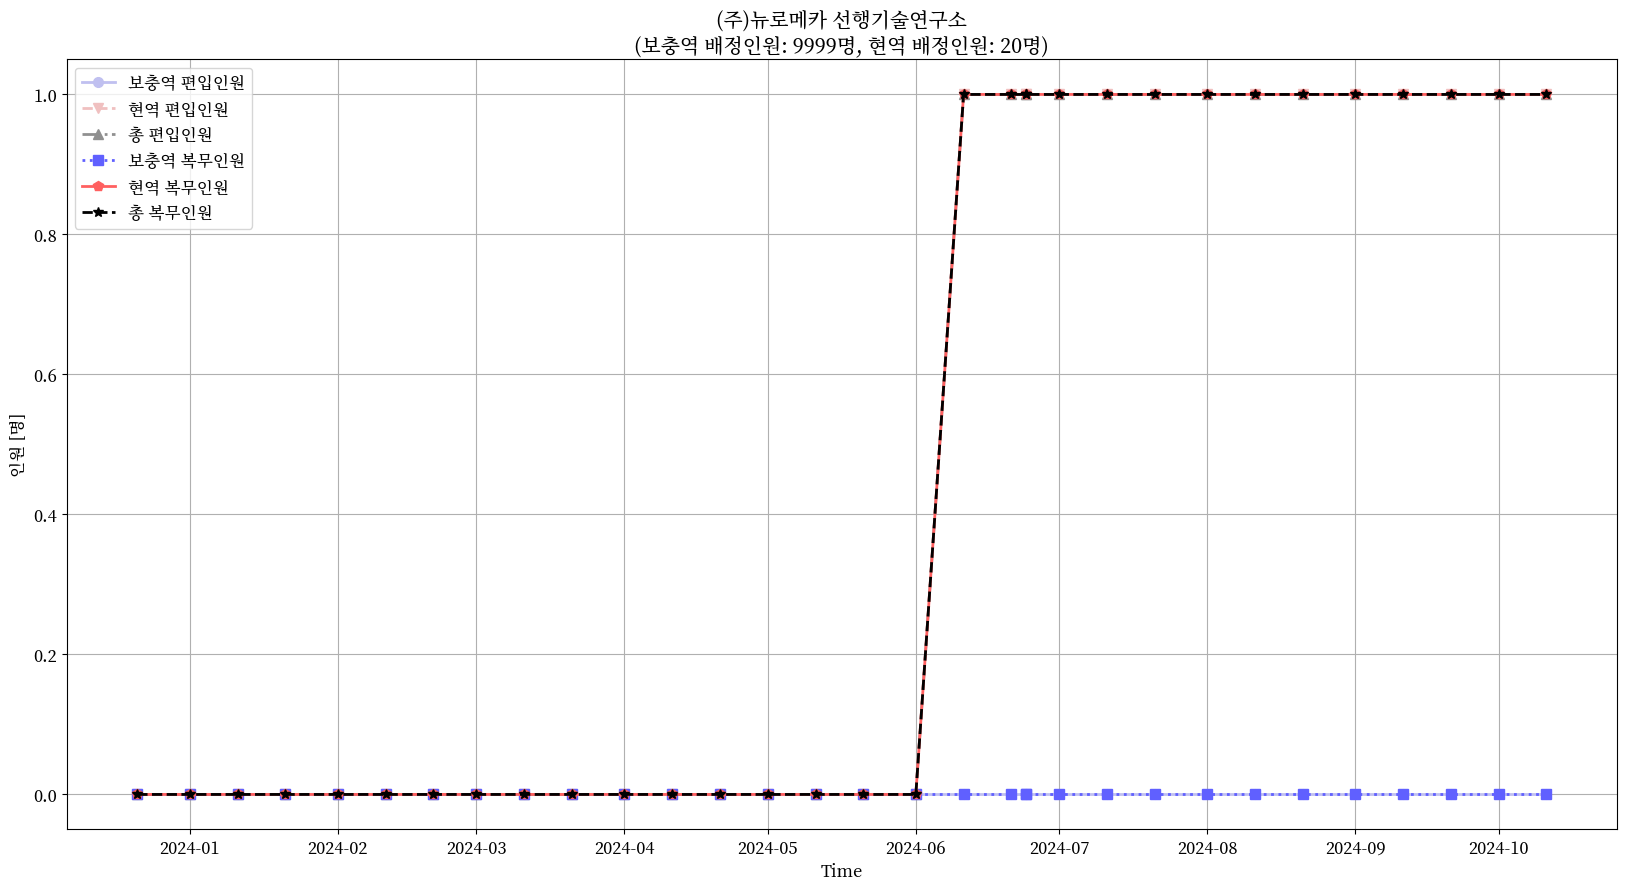 (주)뉴로메카 선행기술연구소
(보충역 배정인원: 9999명, 현역 배정인원: 20명)
보충역 편입인원
현역 편입인원
총 편입인원
보충역 복무인원
현역 복무인원
총 복무인원
1.0
0.8
0.6
0.4
0.2
0.0
인원 [명]
2024-01
2024-02
2024-03
2024-04
2024-05
2024-06
2024-07
2024-08
2024-09
2024-10
Time